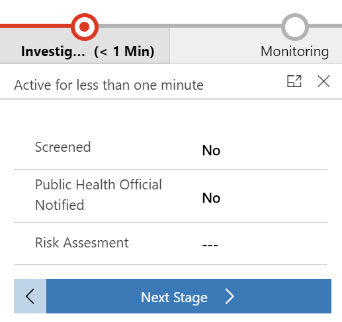 Investig... (< 1 Min)
Monitoring
Active for less than one minute
Screened No
Public Health Official
Notified No
Risk Assesment ---
Next Stage